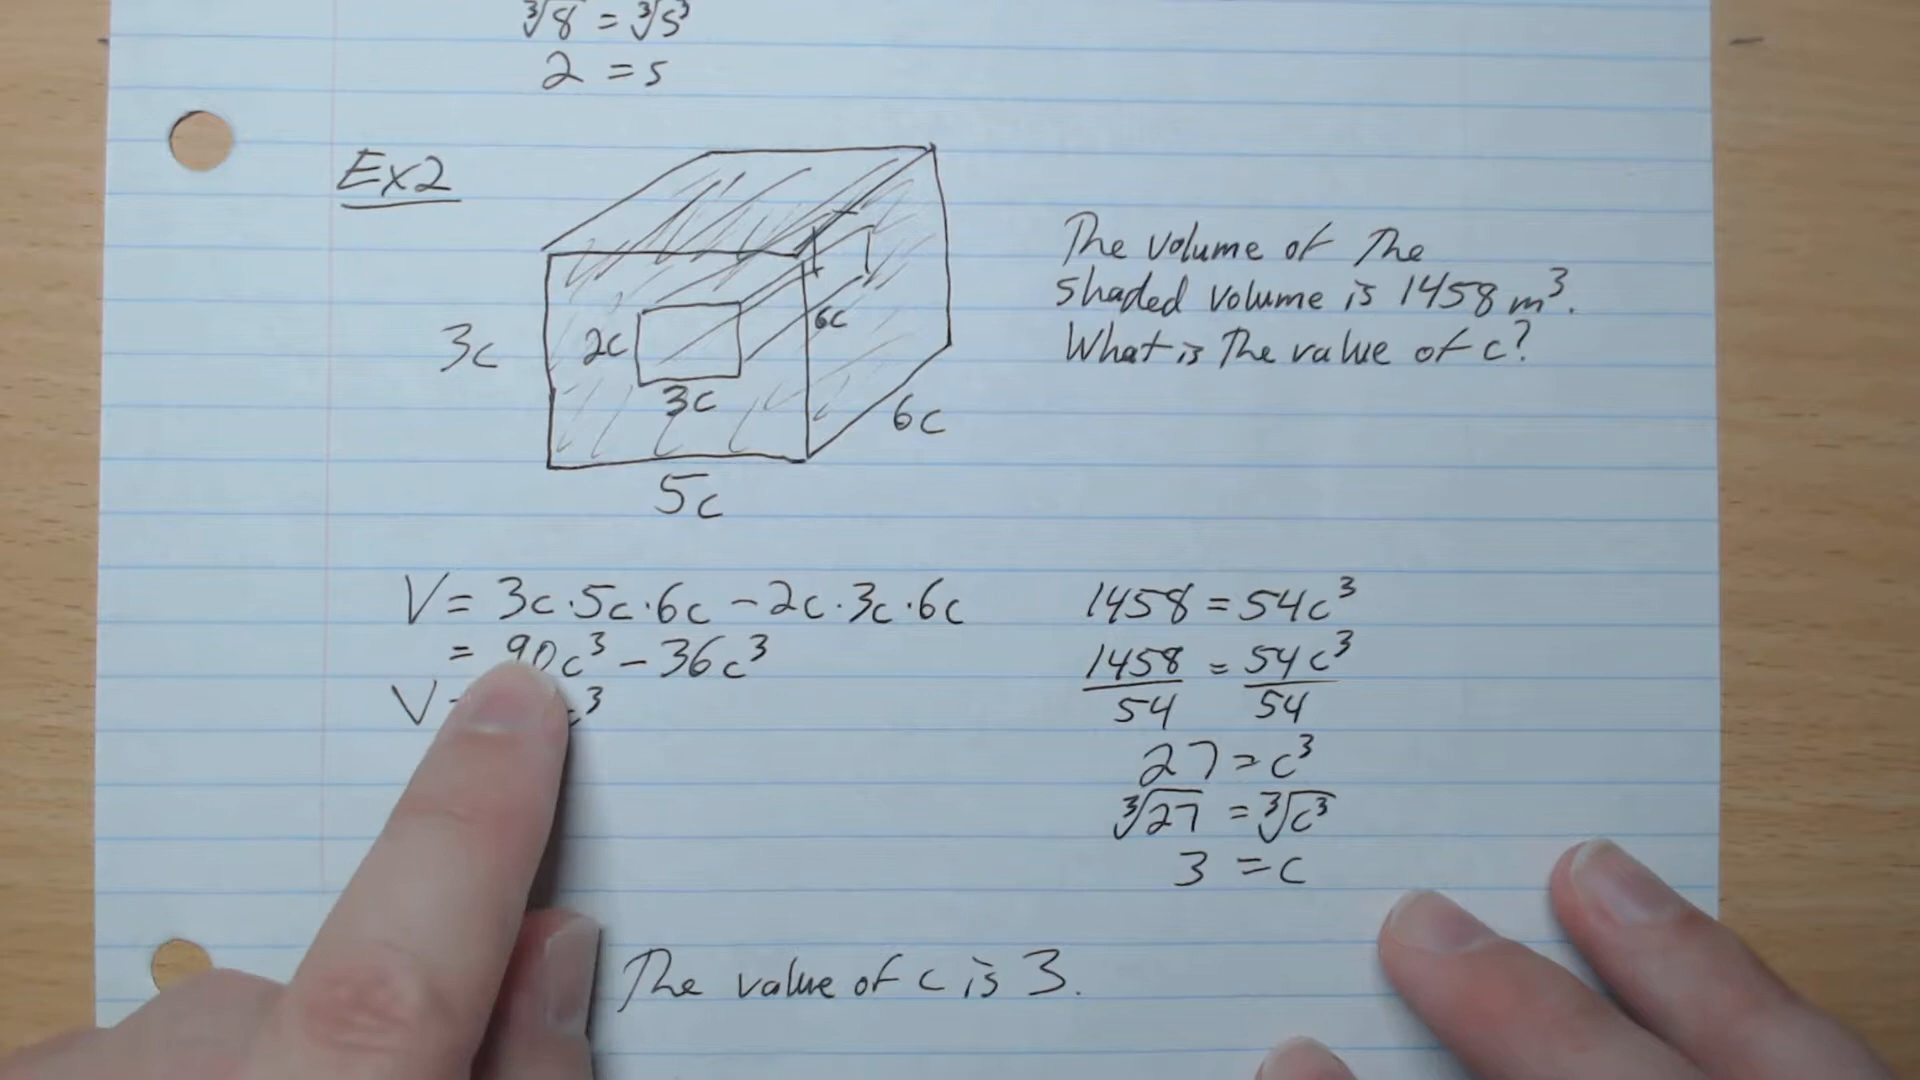 ∛8 = ∛s³
2 = s
Ex2
The volume of The
shaded volume is 1458 m³.
What is The value of c?
3c
2c
3c
6c
6c
5c
V = 3c·5c·6c - 2c·3c·6c
= 90c³ - 36c³
V = c³
1458 = 54c³
1458/54 = 54c³/54
27 = c³
∛27 = ∛c³
3 = c
The value of c is 3.